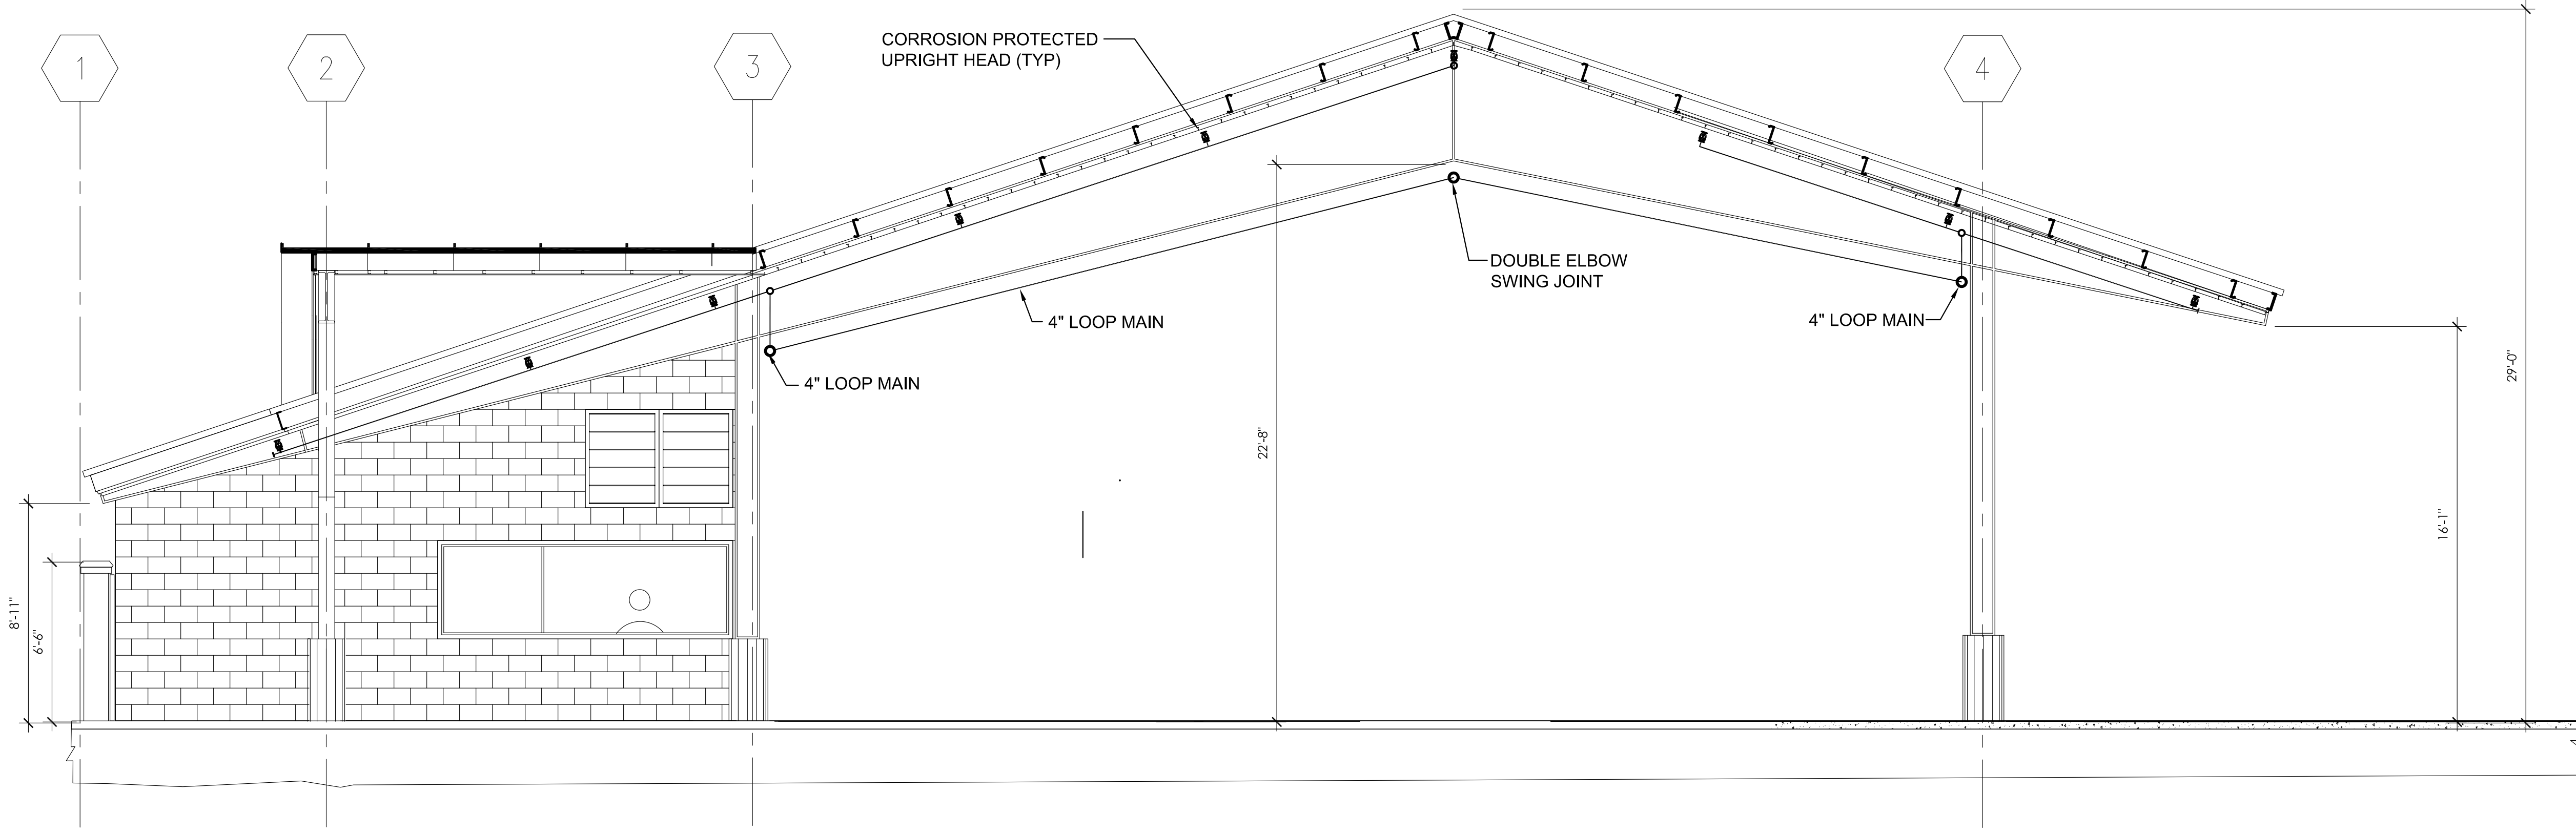 1
2
3
4
CORROSION PROTECTED
UPRIGHT HEAD (TYP)
DOUBLE ELBOW
SWING JOINT
4" LOOP MAIN
4" LOOP MAIN
4" LOOP MAIN
8'-11"
6'-6"
22'-8"
16'-1"
29'-0"